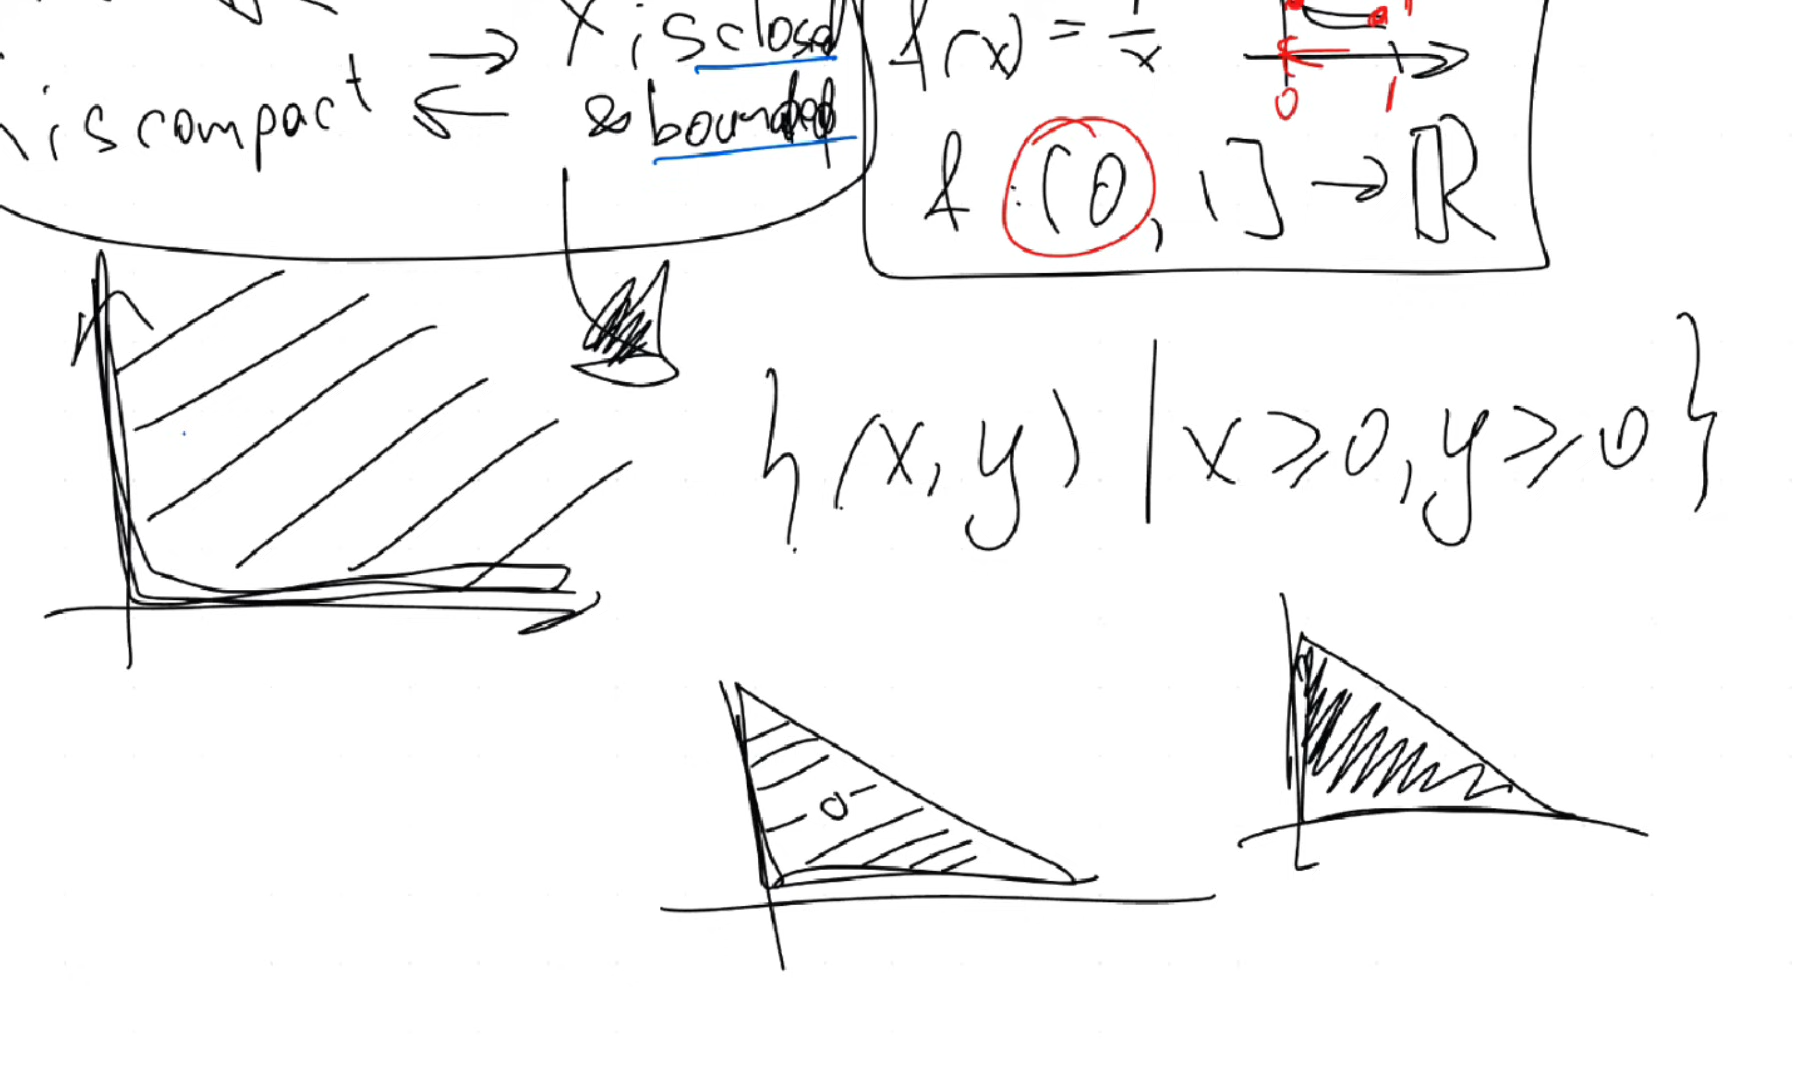 → X is closed
is compact ← & bounded
f(x) = 1/x
0 1
f : (0, 1] → ℝ
{(x, y) | x ⩾ 0, y ⩾ 0}